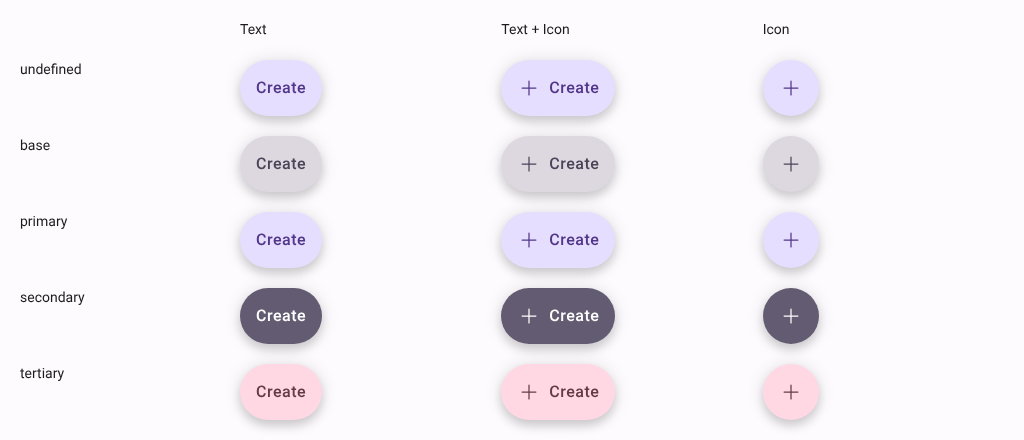 Text Text + Icon Icon
undefined Create Create
base Create Create
primary Create Create
secondary Create Create
tertiary Create Create